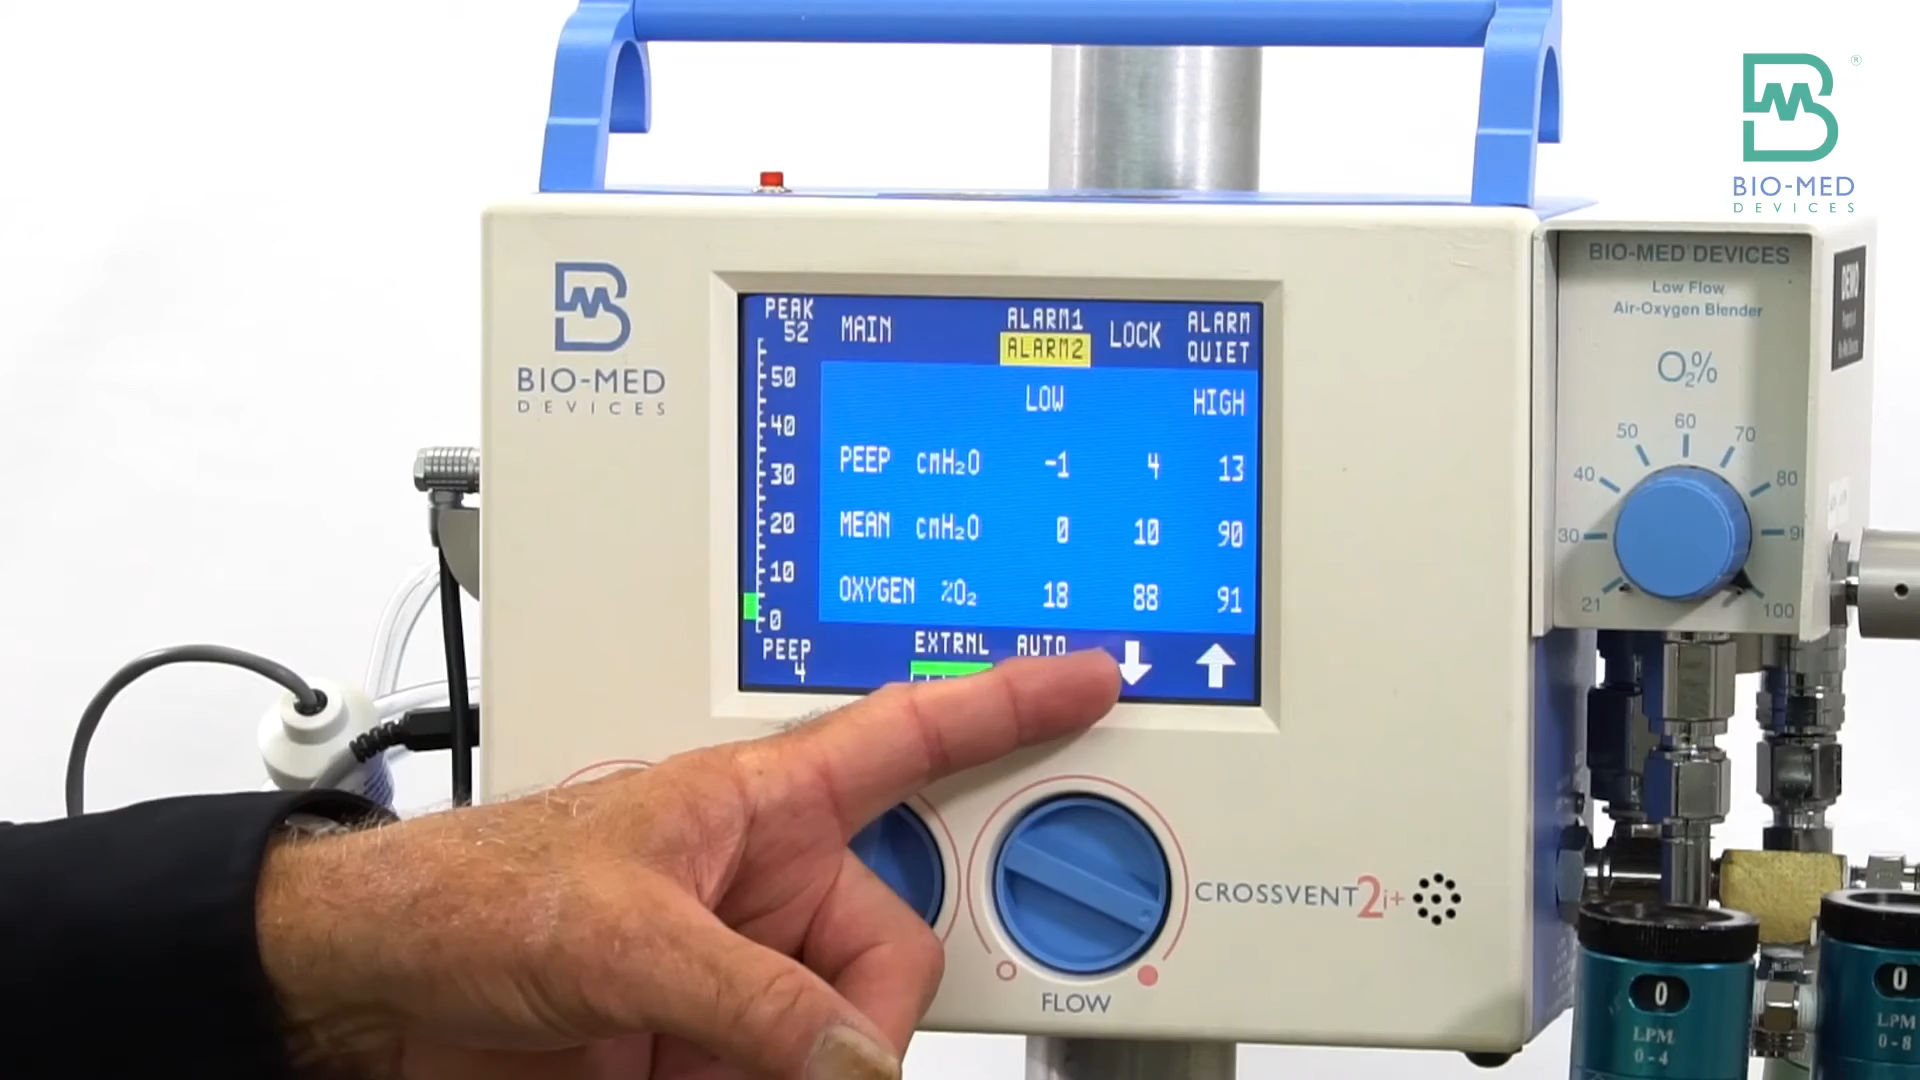 BIO-MED
DEVICES
®
BIO-MED
DEVICES
PEAK
52
MAIN
ALARM1
ALARM2
LOCK
ALARM
QUIET
50
40
30
20
10
0
LOW HIGH
PEEP cmH₂O -1 4 13
MEAN cmH₂O 0 10 90
OXYGEN %O₂ 18 88 91
PEEP
4
EXTRNL
AUTO
FLOW
CROSSVENT 2i+
BIO-MED DEVICES
Low Flow
Air-Oxygen Blender
O₂%
21
30
40
50
60
70
80
100
DEMO
0
LPM
0-4
0
LPM
0-8